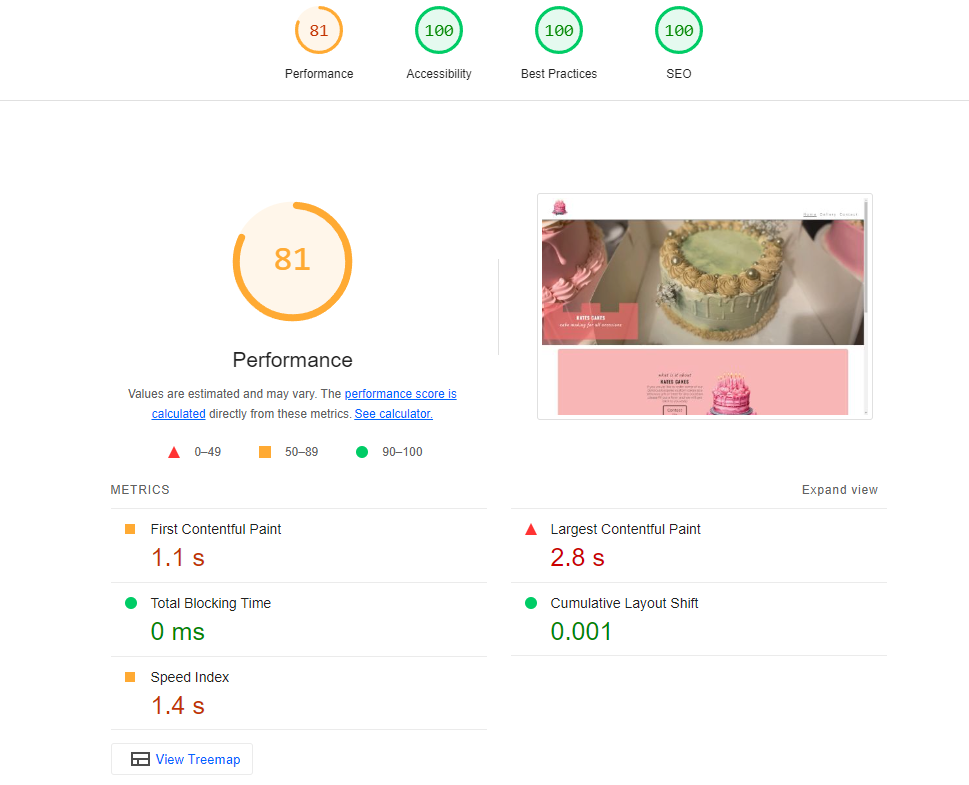 81
100
100
100
Performance
Accessibility
Best Practices
SEO
81
Performance
Values are estimated and may vary. The performance score is
calculated directly from these metrics. See calculator.
0–49
50–89
90–100
Home Gallery Contact
KATES CAKES
cake making for all occasions
what is it about
KATES CAKES
CONTACT
METRICS
Expand view
First Contentful Paint
1.1 s
Largest Contentful Paint
2.8 s
Total Blocking Time
0 ms
Cumulative Layout Shift
0.001
Speed Index
1.4 s
View Treemap